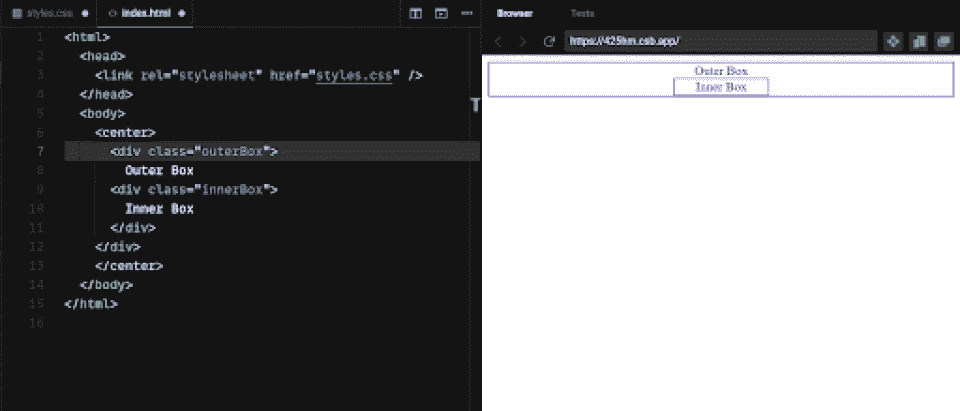 styles.css
index.html
1 <html>
2 <head>
3 <link rel="stylesheet" href="styles.css" />
4 </head>
5 <body>
6 <center>
7 <div class="outerBox">
8 Outer Box
9 <div class="innerBox">
10 Inner Box
11 </div>
12 </div>
13 </center>
14 </body>
15 </html>
16
T
Browser
Tests
https://425hm.csb.app/
Outer Box
Inner Box